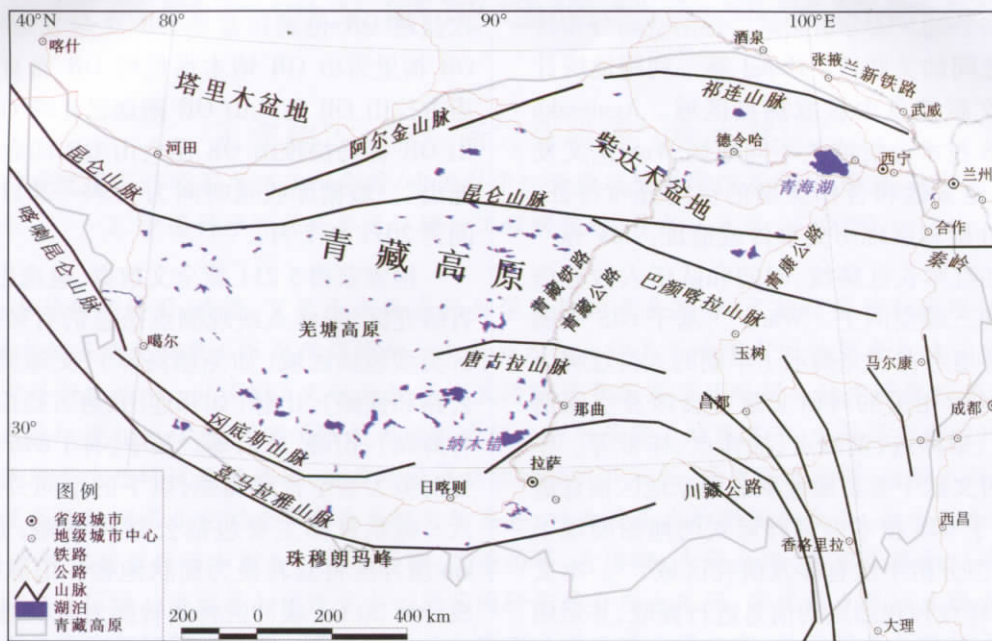 40°N
80°
90°
100°E
喀什
酒泉
张掖
兰新铁路
塔里木盆地
祁连山脉
武威
阿尔金山脉
河田
柴达木盆地
德令哈
西宁
兰州
青海湖
昆仑山脉
昆仑山脉
合作
秦岭
喀喇昆仑山脉
青藏高原
青藏铁路
青藏公路
青康公路
巴颜喀拉山脉
羌塘高原
噶尔
玉树
唐古拉山脉
马尔康
30°
那曲
昌都
成都
冈底斯山脉
纳木错
拉萨
日喀则
川藏公路
喜马拉雅山脉
西昌
珠穆朗玛峰
香格里拉
大理
图例
省级城市
地级城市中心
铁路
公路
山脉
湖泊
青藏高原
200 0 200 400 km